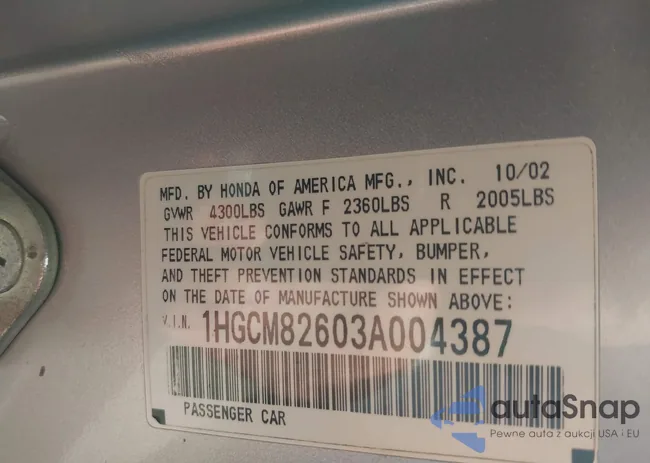 MFD. BY HONDA OF AMERICA MFG., INC. 10/02
GVWR 4300LBS GAWR F 2360LBS R 2005LBS
THIS VEHICLE CONFORMS TO ALL APPLICABLE
FEDERAL MOTOR VEHICLE SAFETY, BUMPER,
AND THEFT PREVENTION STANDARDS IN EFFECT
ON THE DATE OF MANUFACTURE SHOWN ABOVE:
V.I.N. 1HGCM82603A004387
PASSENGER CAR
autaSnap
Pewne auta z aukcji USA i EU